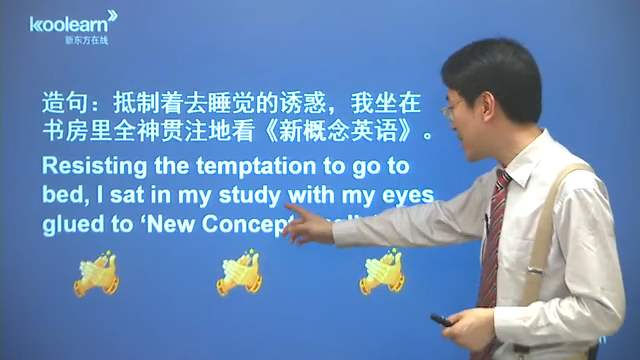 koolearn
新东方在线
造句：抵制着去睡觉的诱惑，我坐在
书房里全神贯注地看《新概念英语》。
Resisting the temptation to go to
bed, I sat in my study with my eyes
glued to ‘New Concept